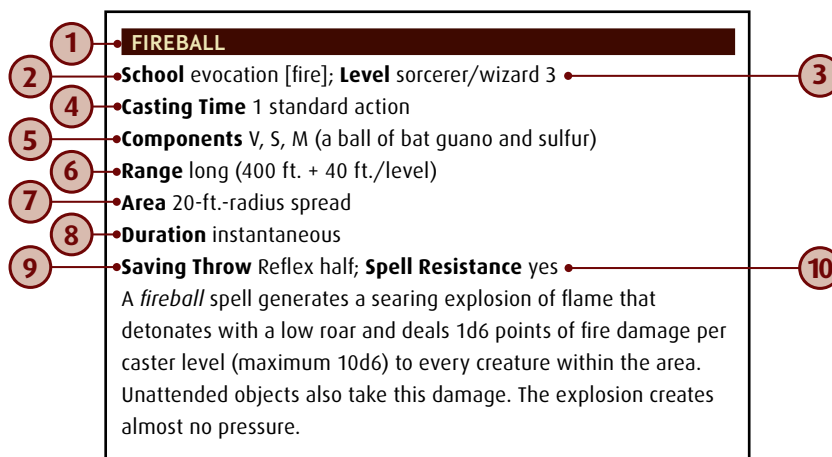 1 FIREBALL
2 School evocation [fire]; Level sorcerer/wizard 3 3
4 Casting Time 1 standard action
5 Components V, S, M (a ball of bat guano and sulfur)
6 Range long (400 ft. + 40 ft./level)
7 Area 20-ft.-radius spread
8 Duration instantaneous
9 Saving Throw Reflex half; Spell Resistance yes 10
A fireball spell generates a searing explosion of flame that
detonates with a low roar and deals 1d6 points of fire damage per
caster level (maximum 10d6) to every creature within the area.
Unattended objects also take this damage. The explosion creates
almost no pressure.